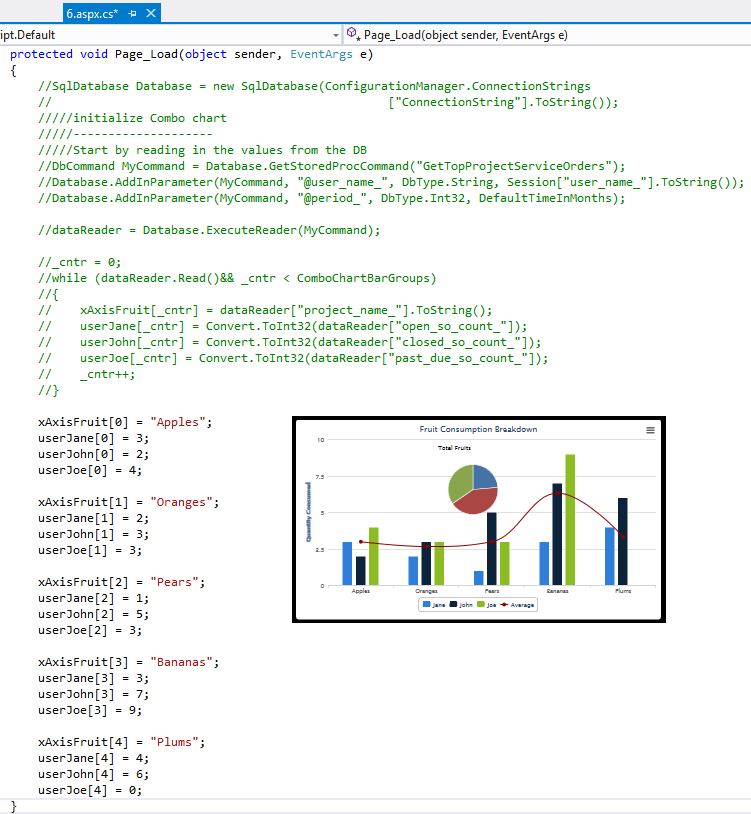 6.aspx.cs*
ipt.Default
Page_Load(object sender, EventArgs e)
protected void Page_Load(object sender, EventArgs e)
{
//SqlDatabase Database = new SqlDatabase(ConfigurationManager.ConnectionStrings
// ["ConnectionString"].ToString());
/////initialize Combo chart
/////--------------------
/////Start by reading in the values from the DB
//DbCommand MyCommand = Database.GetStoredProcCommand("GetTopProjectServiceOrders");
//Database.AddInParameter(MyCommand, "@user_name_", DbType.String, Session["user_name_"].ToString());
//Database.AddInParameter(MyCommand, "@period_", DbType.Int32, DefaultTimeInMonths);
//dataReader = Database.ExecuteReader(MyCommand);
//_cntr = 0;
//while (dataReader.Read()&& _cntr < ComboChartBarGroups)
//{
// xAxisFruit[_cntr] = dataReader["project_name_"].ToString();
// userJane[_cntr] = Convert.ToInt32(dataReader["open_so_count_"]);
// userJohn[_cntr] = Convert.ToInt32(dataReader["closed_so_count_"]);
// userJoe[_cntr] = Convert.ToInt32(dataReader["past_due_so_count_"]);
// _cntr++;
//}
xAxisFruit[0] = "Apples";
userJane[0] = 3;
userJohn[0] = 2;
userJoe[0] = 4;
xAxisFruit[1] = "Oranges";
userJane[1] = 2;
userJohn[1] = 3;
userJoe[1] = 3;
xAxisFruit[2] = "Pears";
userJane[2] = 1;
userJohn[2] = 5;
userJoe[2] = 3;
xAxisFruit[3] = "Bananas";
userJane[3] = 3;
userJohn[3] = 7;
userJoe[3] = 9;
xAxisFruit[4] = "Plums";
userJane[4] = 4;
userJohn[4] = 6;
userJoe[4] = 0;
}
Fruit Consumption Breakdown
Total Fruits
Quantity Consumed
10
7.5
5
2.5
0
Apples Oranges Pears Bananas Plums
Jane John Joe Average